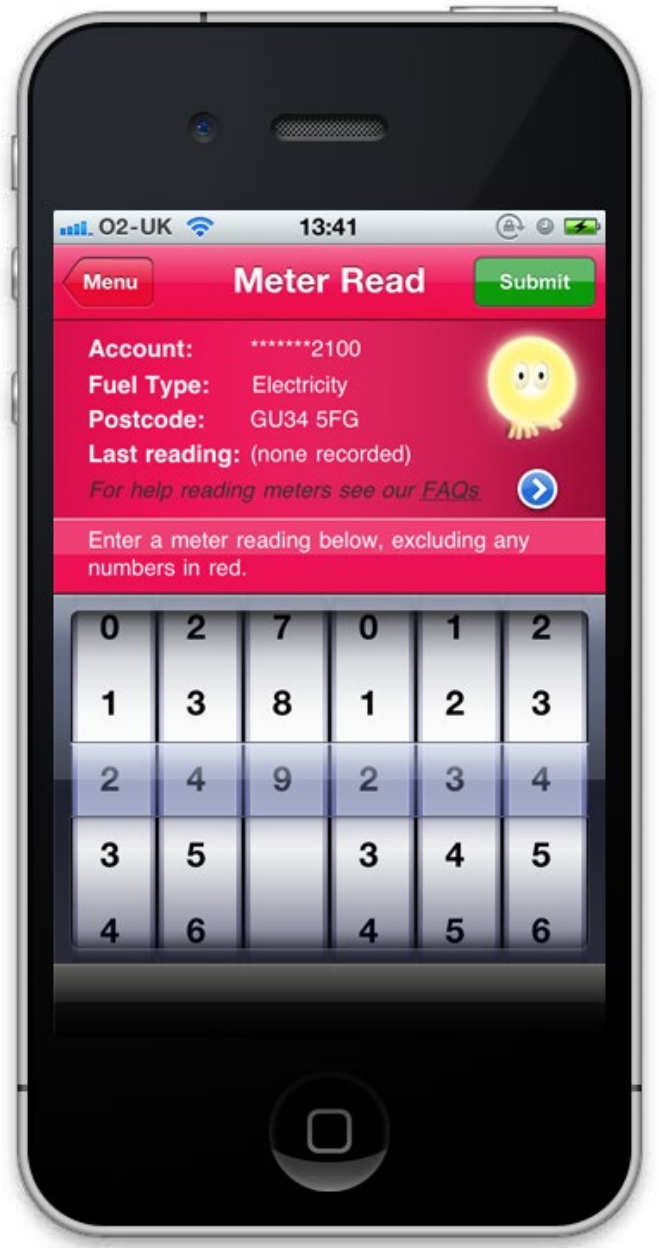 O2-UK 13:41
Menu Meter Read Submit
Account: *******2100
Fuel Type: Electricity
Postcode: GU34 5FG
Last reading: (none recorded)
For help reading meters see our FAQs
Enter a meter reading below, excluding any
numbers in red.
0 2 7 0 1 2
1 3 8 1 2 3
2 4 9 2 3 4
3 5 3 4 5
4 6 4 5 6